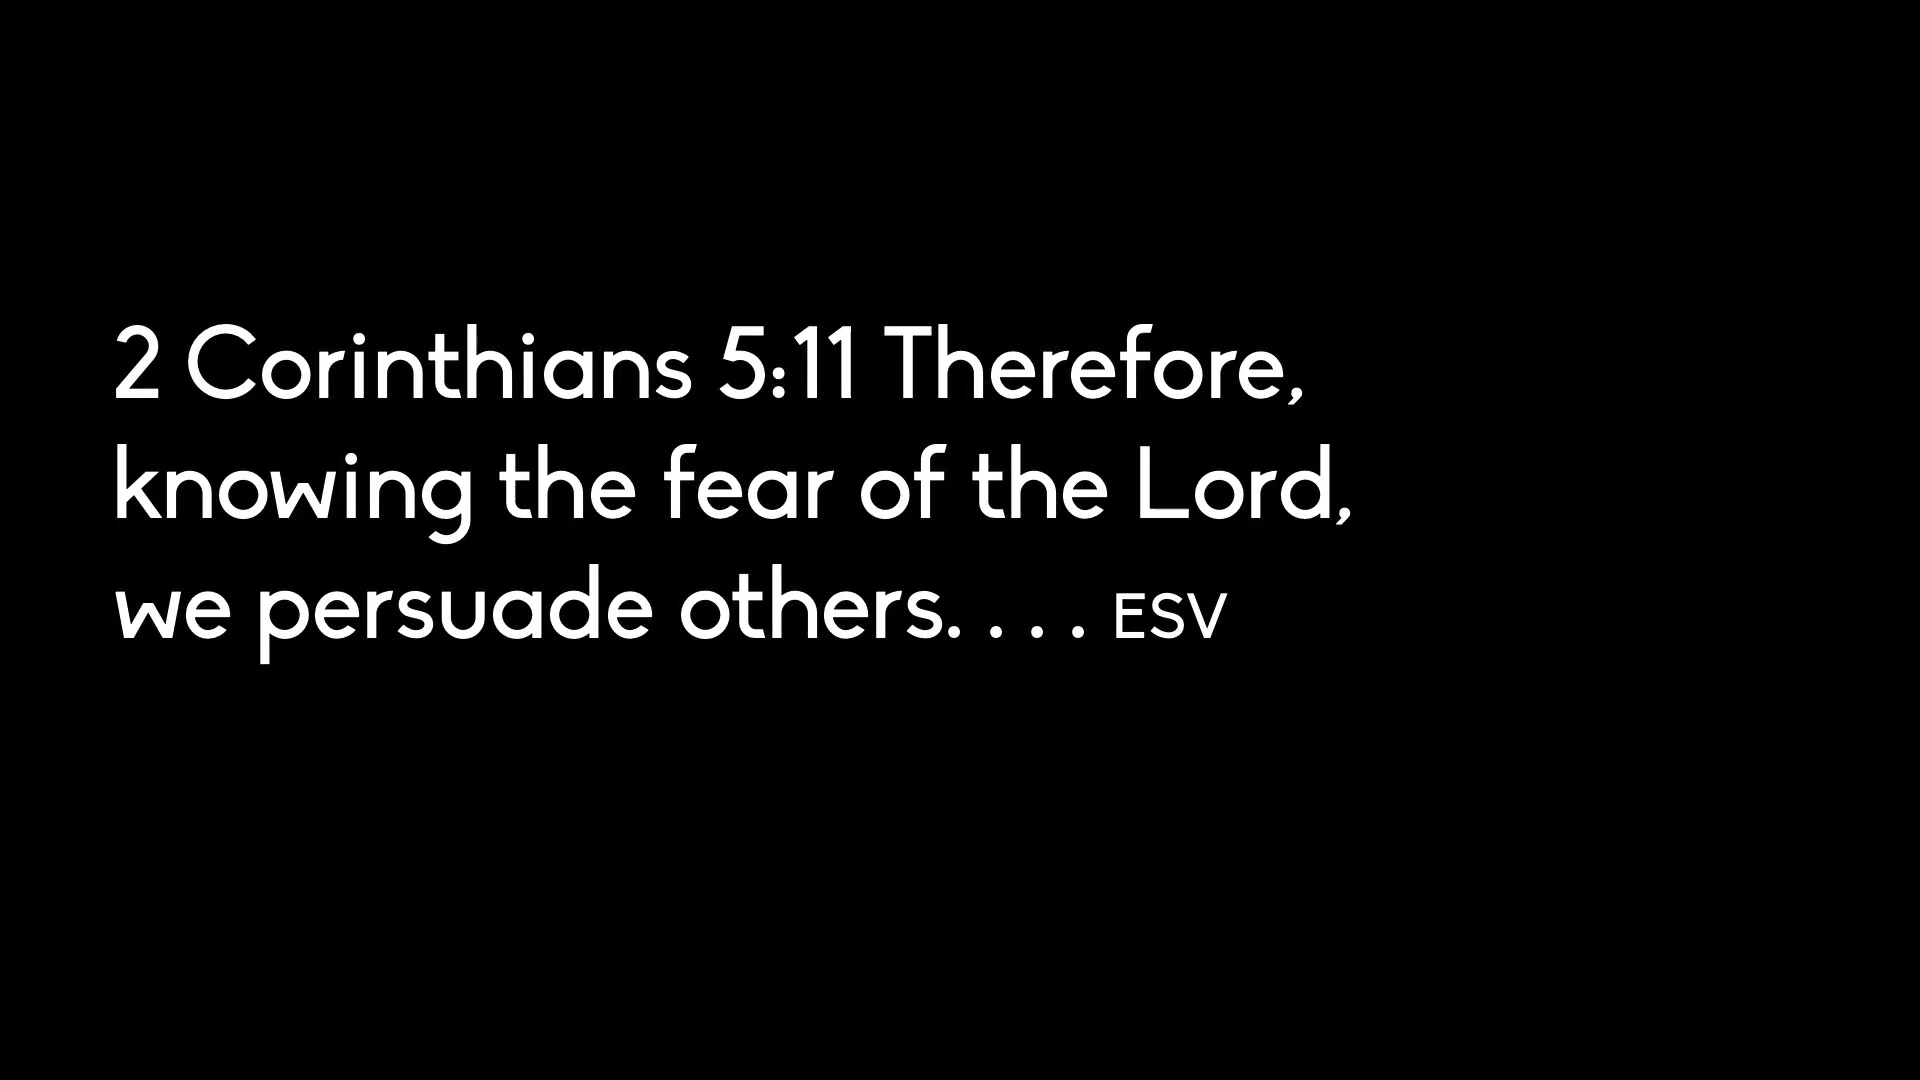 2 Corinthians 5:11 Therefore,
knowing the fear of the Lord,
we persuade others. . . . ESV